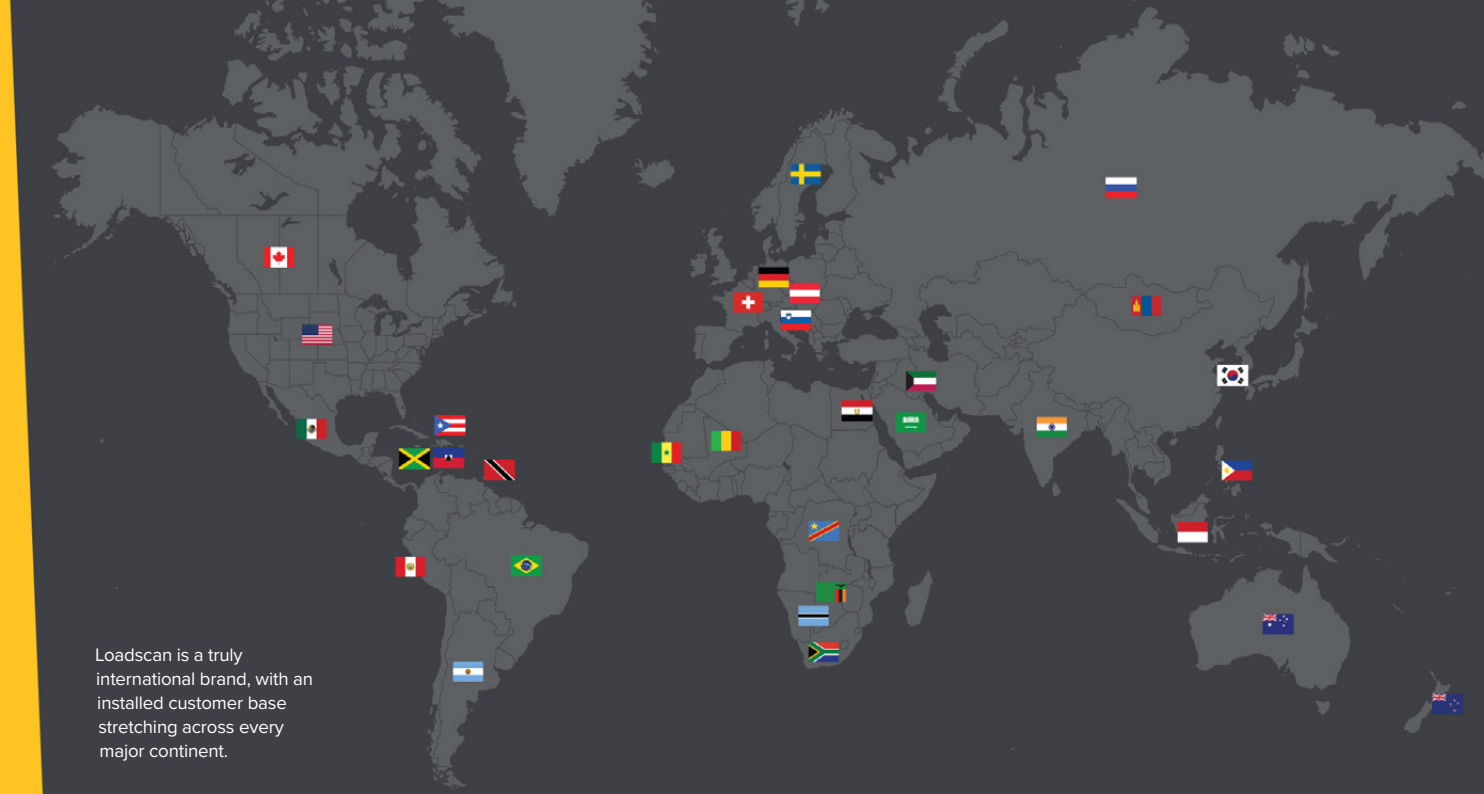 Loadscan is a truly
international brand, with an
installed customer base
stretching across every
major continent.